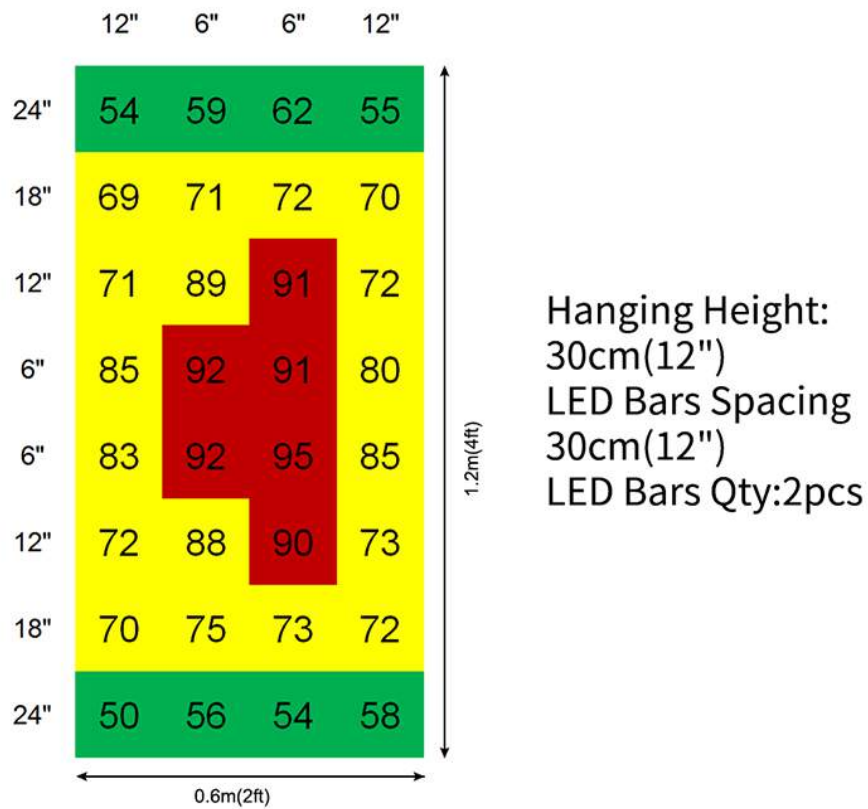 12" 6" 6" 12"
24" 54 59 62 55
18" 69 71 72 70
12" 71 89 91 72
6" 85 92 91 80
6" 83 92 95 85
12" 72 88 90 73
18" 70 75 73 72
24" 50 56 54 58
0.6m(2ft)
1.2m(4ft)
Hanging Height:
30cm(12")
LED Bars Spacing
30cm(12")
LED Bars Qty:2pcs